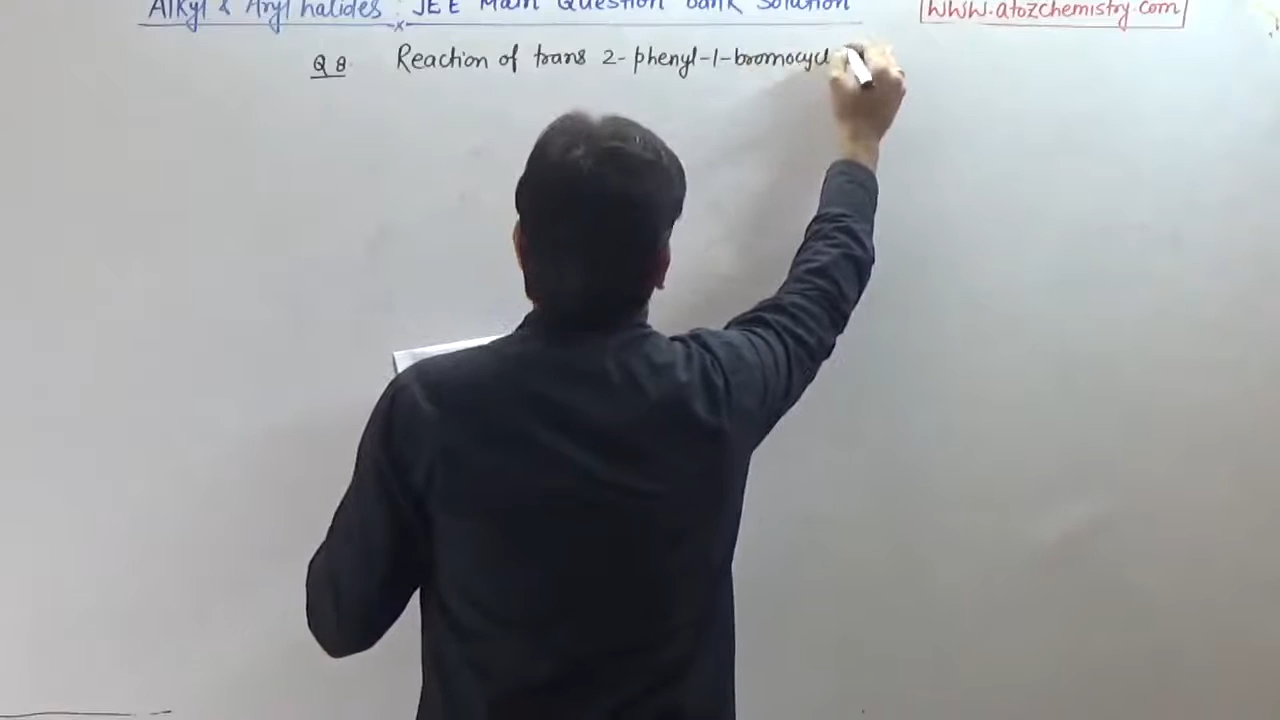 Alkyl & Aryl halides : JEE Main Question bank solution
www.atozchemistry.com
Q 8. Reaction of trans 2-phenyl-1-bromocycl